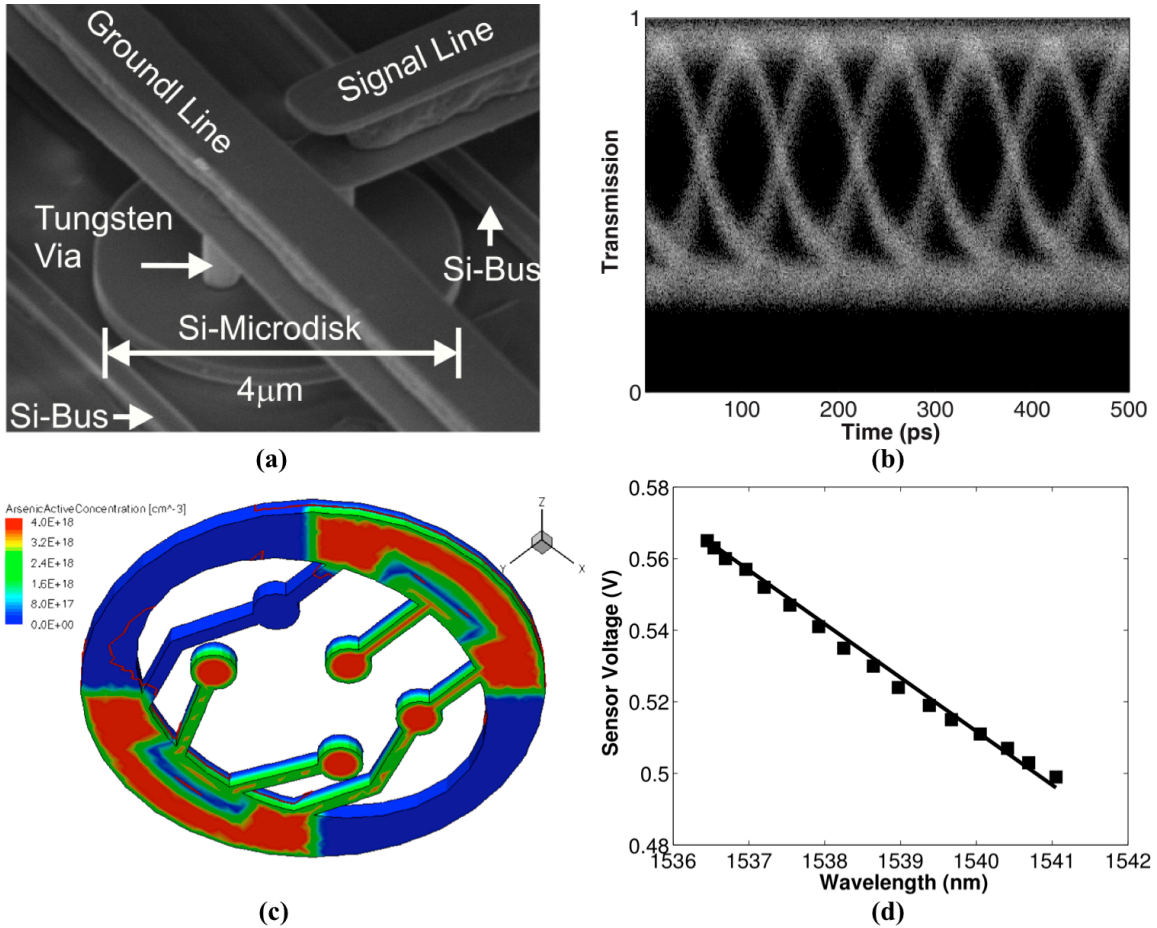 Groundl Line
Signal Line
Tungsten
Via
Si-Bus
Si-Microdisk
4μm
Si-Bus
(a)
1
Transmission
0
100 200 300 400 500
Time (ps)
(b)
ArsenicActiveConcentration [cm^-3]
4.0E+18
3.2E+18
2.4E+18
1.6E+18
8.0E+17
0.0E+00
Z
Y
X
(c)
0.58
0.56
0.54
0.52
0.5
0.48
Sensor Voltage (V)
1536 1537 1538 1539 1540 1541 1542
Wavelength (nm)
(d)